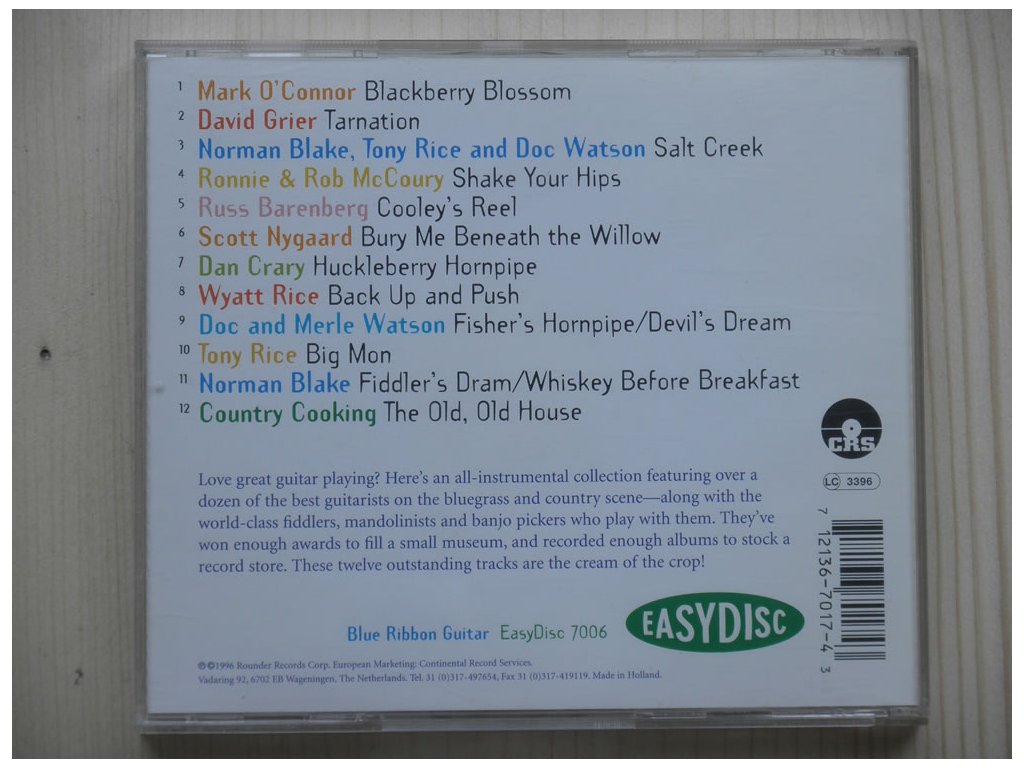 1 Mark O'Connor Blackberry Blossom
2 David Grier Tarnation
3 Norman Blake, Tony Rice and Doc Watson Salt Creek
4 Ronnie & Rob McCoury Shake Your Hips
5 Russ Barenberg Cooley's Reel
6 Scott Nygaard Bury Me Beneath the Willow
7 Dan Crary Huckleberry Hornpipe
8 Wyatt Rice Back Up and Push
9 Doc and Merle Watson Fisher's Hornpipe/Devil's Dream
10 Tony Rice Big Mon
11 Norman Blake Fiddler's Dram/Whiskey Before Breakfast
12 Country Cooking The Old, Old House
CRS
LC 3396
Love great guitar playing? Here's an all-instrumental collection featuring over a
dozen of the best guitarists on the bluegrass and country scene—along with the
world-class fiddlers, mandolinists and banjo pickers who play with them. They've
won enough awards to fill a small museum, and recorded enough albums to stock a
record store. These twelve outstanding tracks are the cream of the crop!
7 12136-7017-4 3
Blue Ribbon Guitar EasyDisc 7006
EASYDISC
℗©1996 Rounder Records Corp. European Marketing: Continental Record Services.
Vadaring 92, 6702 EB Wageningen, The Netherlands. Tel. 31 (0)317-497654, Fax 31 (0)317-419119. Made in Holland.